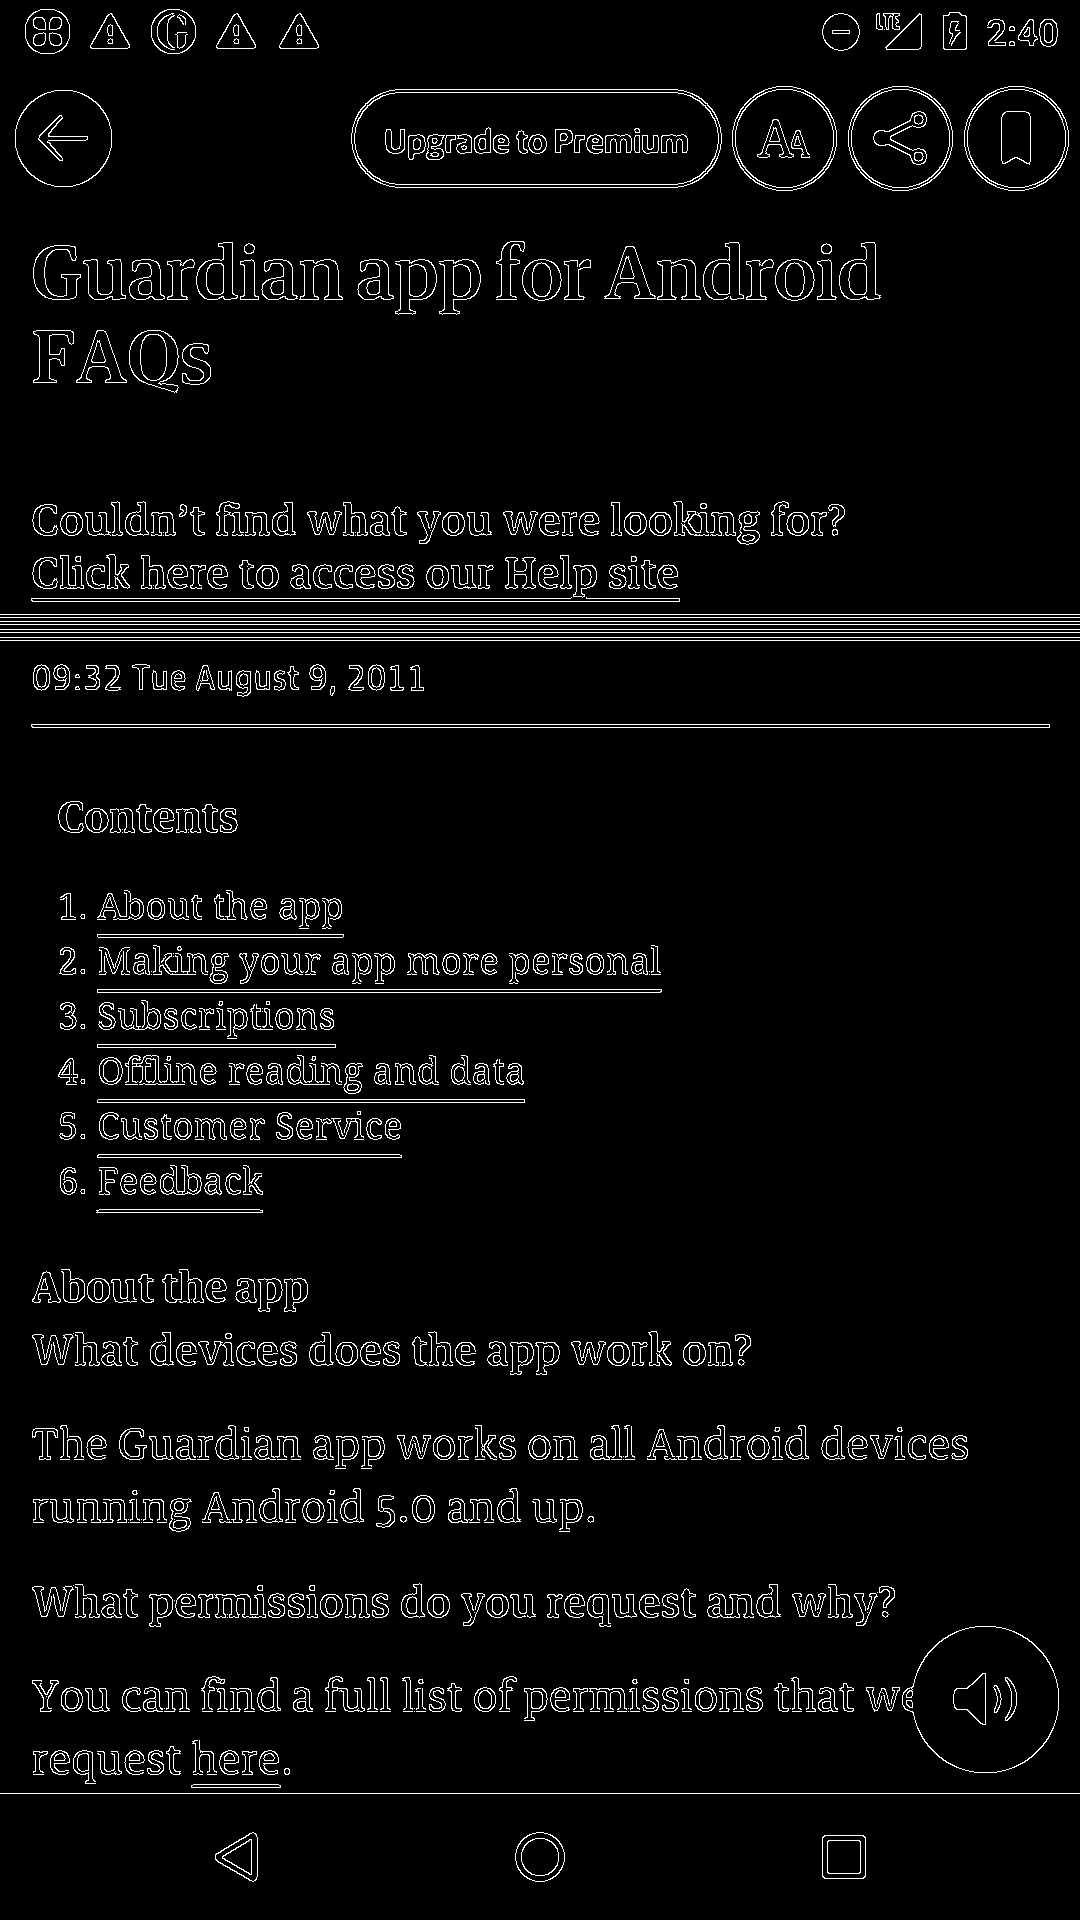 LTE 2:40
Upgrade to Premium AA
Guardian app for Android
FAQs
Couldn’t find what you were looking for?
Click here to access our Help site
09:32 Tue August 9, 2011
Contents
1. About the app
2. Making your app more personal
3. Subscriptions
4. Offline reading and data
5. Customer Service
6. Feedback
About the app
What devices does the app work on?
The Guardian app works on all Android devices
running Android 5.0 and up.
What permissions do you request and why?
You can find a full list of permissions that we
request here.